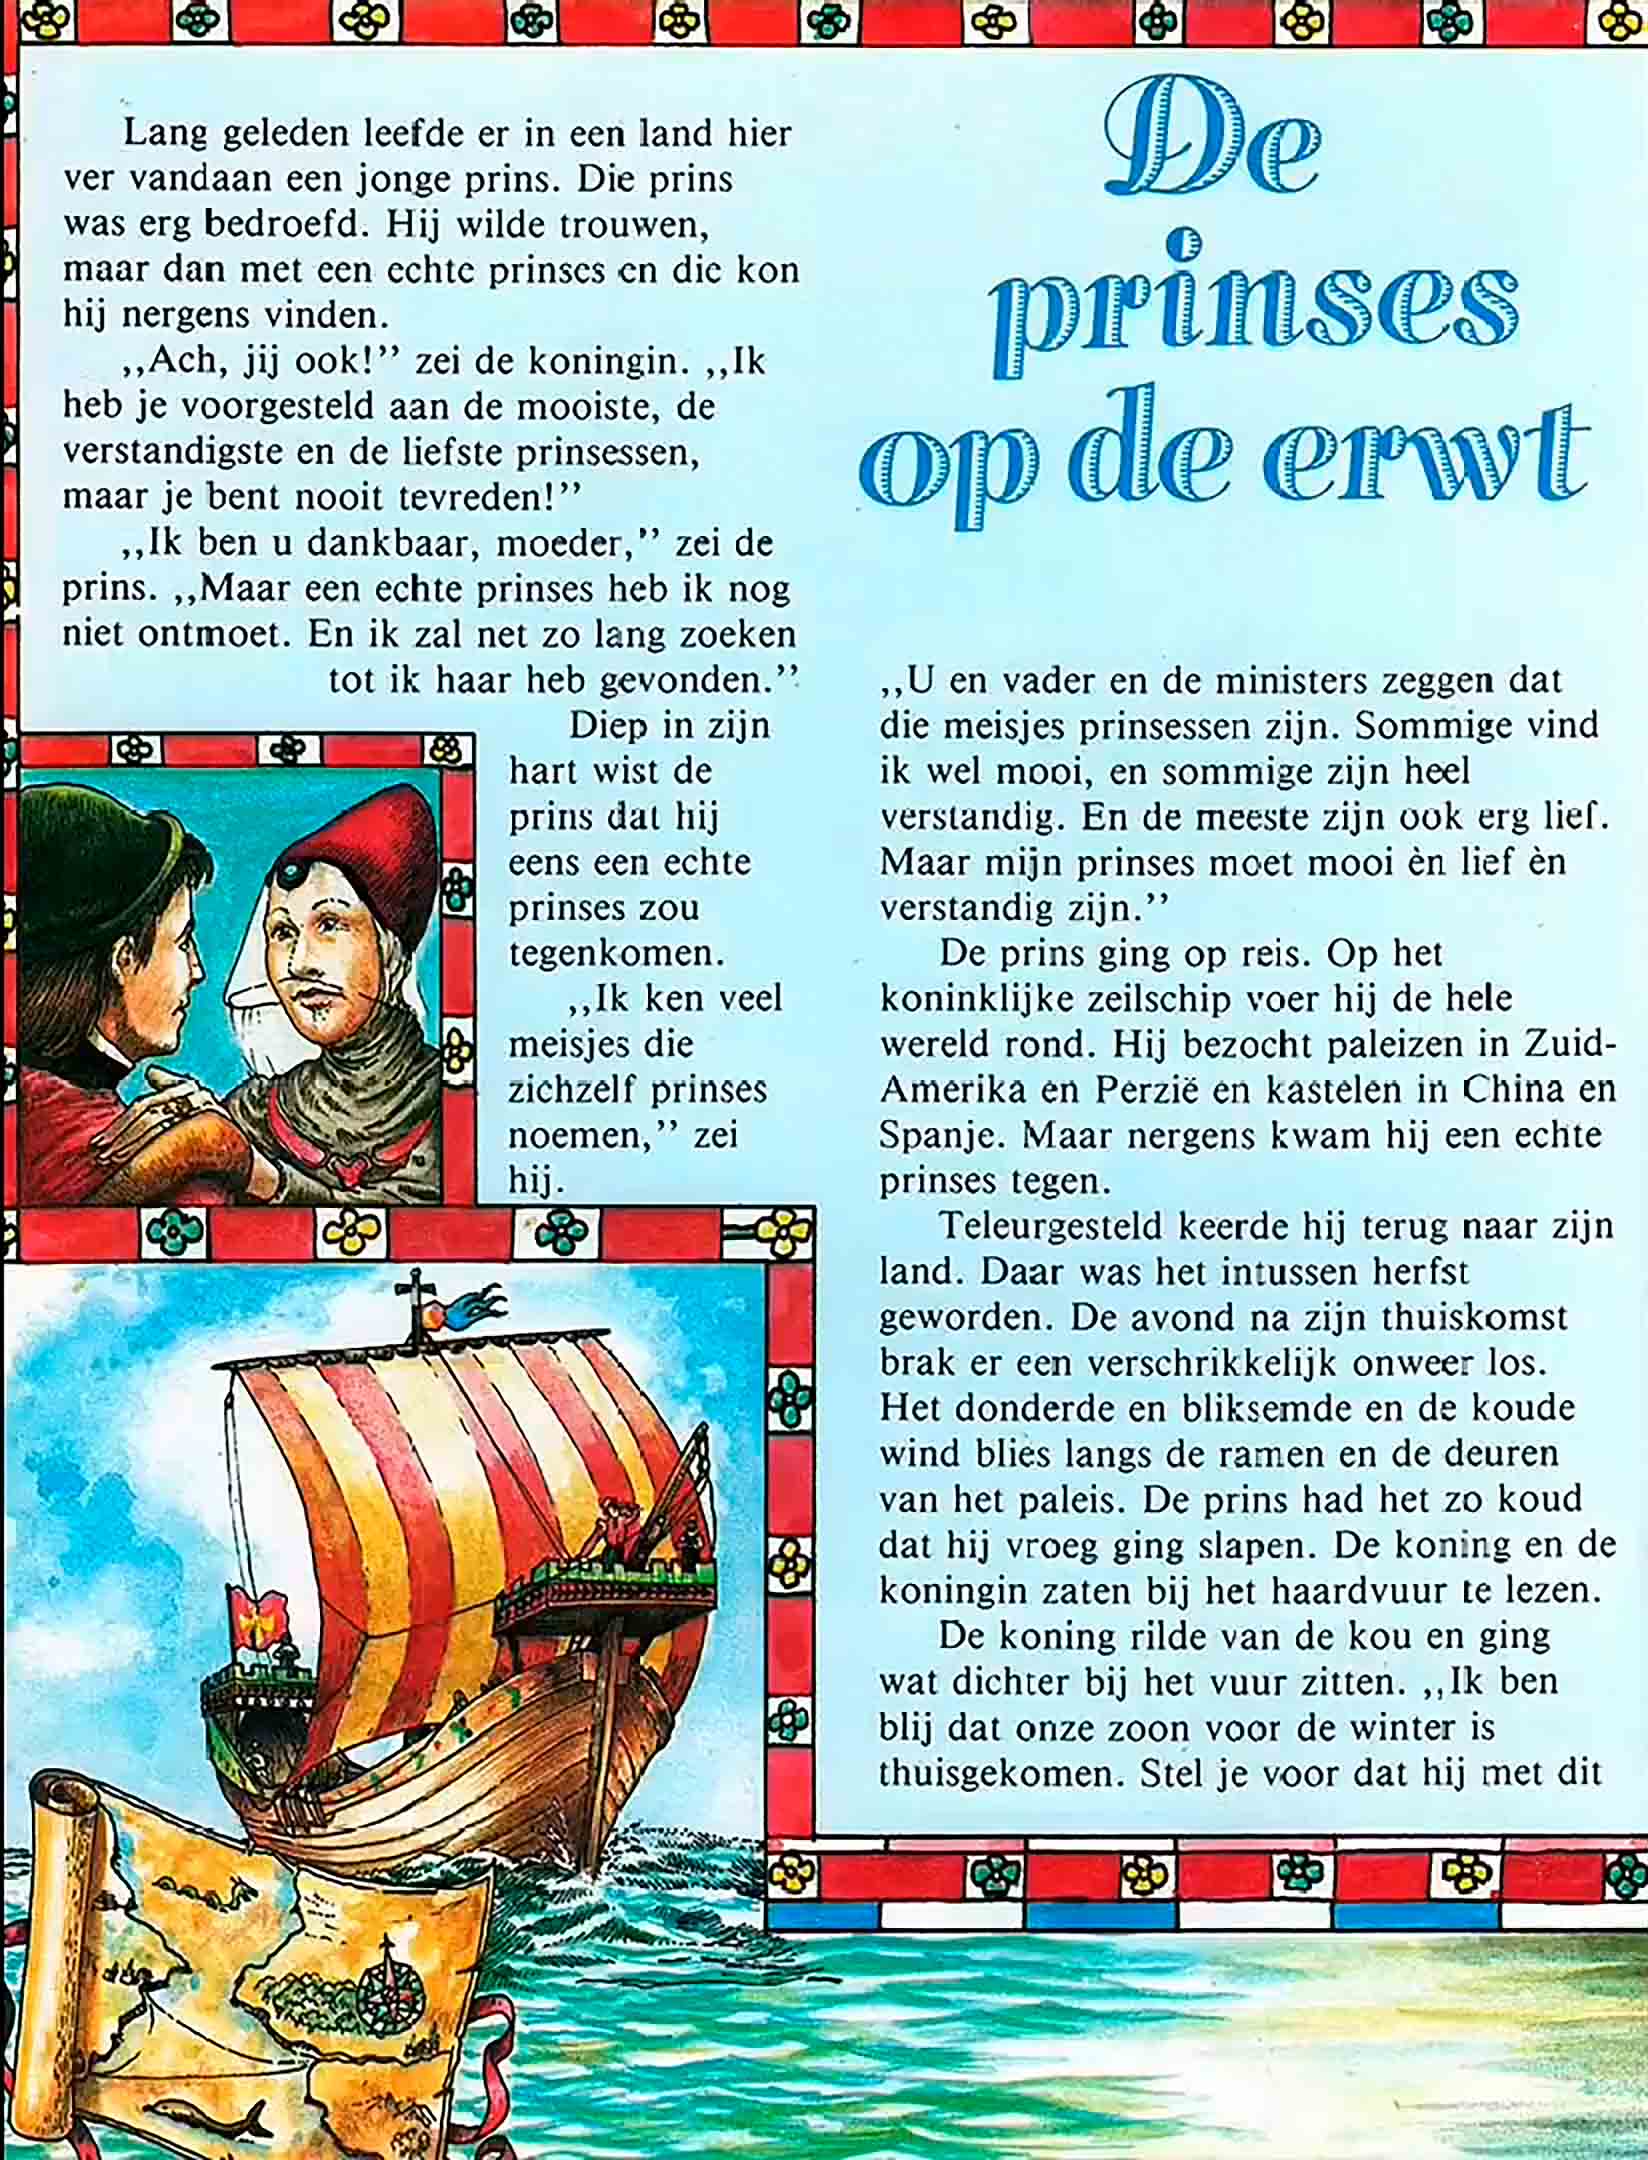 De
prinses
op de erwt
Lang geleden leefde er in een land hier
ver vandaan een jonge prins. Die prins
was erg bedroefd. Hij wilde trouwen,
maar dan met een echte prinses en die kon
hij nergens vinden.
,,Ach, jij ook!’’ zei de koningin. ,,Ik
heb je voorgesteld aan de mooiste, de
verstandigste en de liefste prinsessen,
maar je bent nooit tevreden!’’
,,Ik ben u dankbaar, moeder,’’ zei de
prins. ,,Maar een echte prinses heb ik nog
niet ontmoet. En ik zal net zo lang zoeken
tot ik haar heb gevonden.’’
Diep in zijn
hart wist de
prins dat hij
eens een echte
prinses zou
tegenkomen.
,,Ik ken veel
meisjes die
zichzelf prinses
noemen,’’ zei
hij.
,,U en vader en de ministers zeggen dat
die meisjes prinsessen zijn. Sommige vind
ik wel mooi, en sommige zijn heel
verstandig. En de meeste zijn ook erg lief.
Maar mijn prinses moet mooi èn lief èn
verstandig zijn.’’
De prins ging op reis. Op het
koninklijke zeilschip voer hij de hele
wereld rond. Hij bezocht paleizen in Zuid-
Amerika en Perzië en kastelen in China en
Spanje. Maar nergens kwam hij een echte
prinses tegen.
Teleurgesteld keerde hij terug naar zijn
land. Daar was het intussen herfst
geworden. De avond na zijn thuiskomst
brak er een verschrikkelijk onweer los.
Het donderde en bliksemde en de koude
wind blies langs de ramen en de deuren
van het paleis. De prins had het zo koud
dat hij vroeg ging slapen. De koning en de
koningin zaten bij het haardvuur te lezen.
De koning rilde van de kou en ging
wat dichter bij het vuur zitten. ,,Ik ben
blij dat onze zoon voor de winter is
thuisgekomen. Stel je voor dat hij met dit